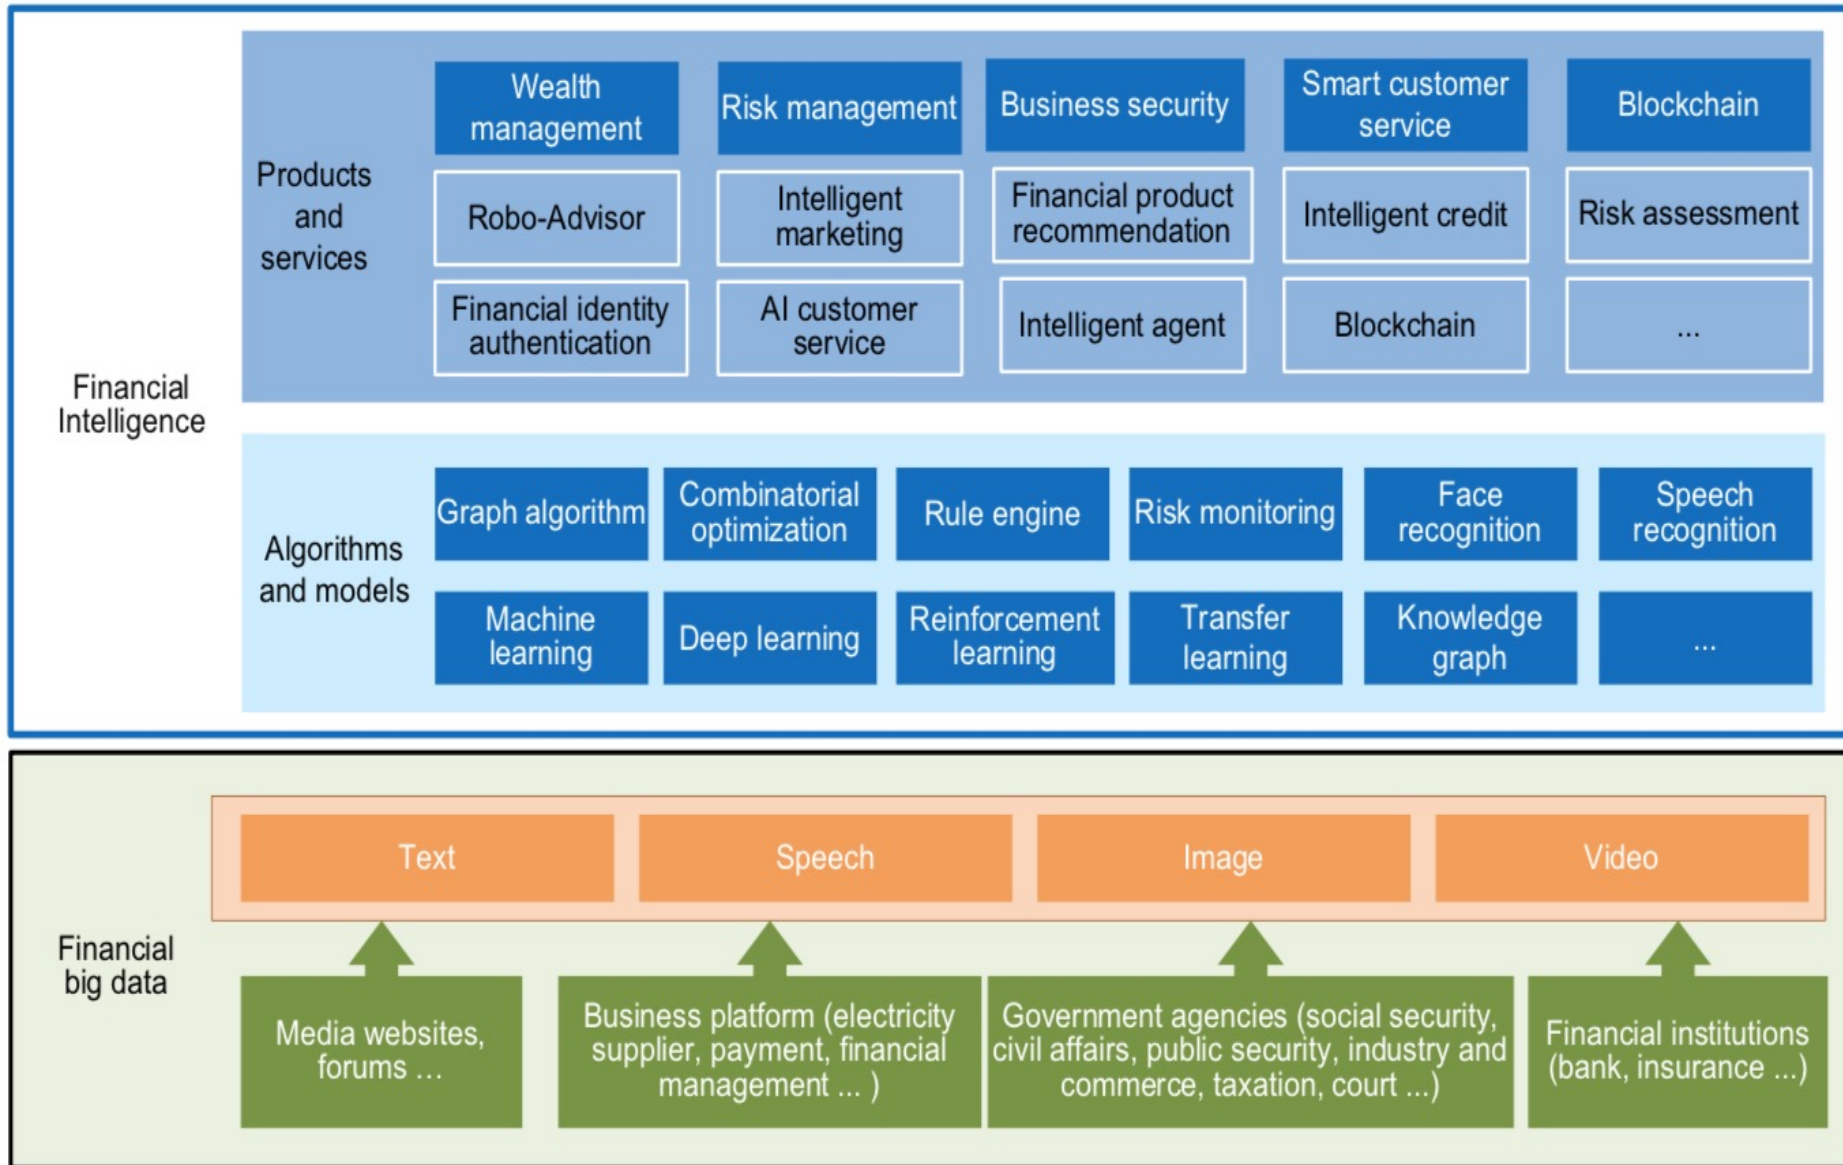 Financial
Intelligence
Products
and
services
Wealth
management
Risk management
Business security
Smart customer
service
Blockchain
Robo-Advisor
Intelligent
marketing
Financial product
recommendation
Intelligent credit
Risk assessment
Financial identity
authentication
AI customer
service
Intelligent agent
Blockchain
...
Algorithms
and models
Graph algorithm
Combinatorial
optimization
Rule engine
Risk monitoring
Face
recognition
Speech
recognition
Machine
learning
Deep learning
Reinforcement
learning
Transfer
learning
Knowledge
graph
...
Financial
big data
Text
Speech
Image
Video
Media websites,
forums ...
Business platform (electricity
supplier, payment, financial
management ... )
Government agencies (social security,
civil affairs, public security, industry and
commerce, taxation, court ...)
Financial institutions
(bank, insurance ...)